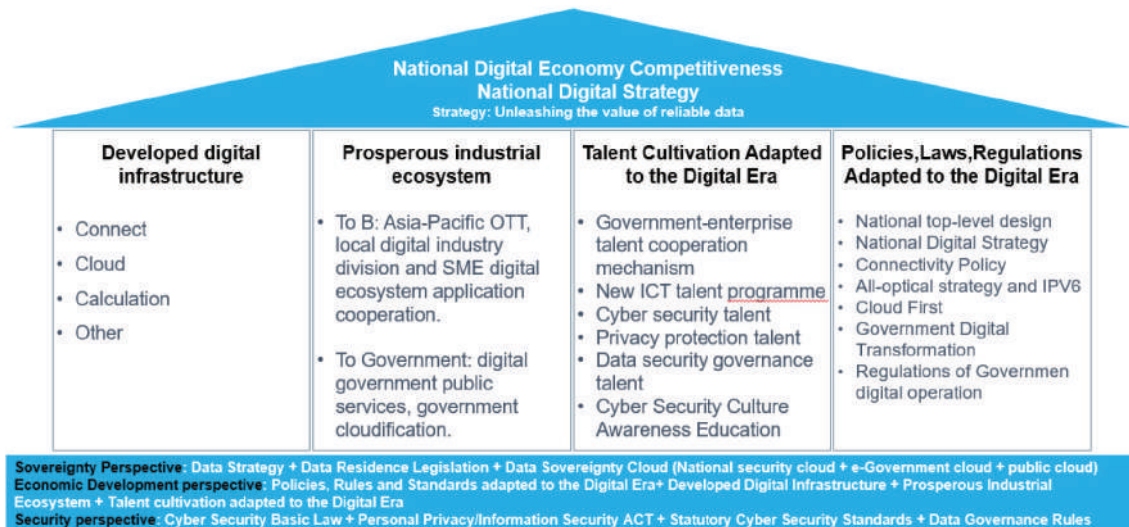 National Digital Economy Competitiveness
National Digital Strategy
Strategy: Unleashing the value of reliable data
Developed digital
infrastructure
• Connect
• Cloud
• Calculation
• Other
Prosperous industrial
ecosystem
• To B: Asia-Pacific OTT,
local digital industry
division and SME digital
ecosystem application
cooperation.
• To Government: digital
government public
services, government
cloudification.
Talent Cultivation Adapted
to the Digital Era
• Government-enterprise
talent cooperation
mechanism
• New ICT talent programme
• Cyber security talent
• Privacy protection talent
• Data security governance
talent
• Cyber Security Culture
Awareness Education
Policies,Laws,Regulations
Adapted to the Digital Era
• National top-level design
• National Digital Strategy
• Connectivity Policy
• All-optical strategy and IPV6
• Cloud First
• Government Digital
Transformation
• Regulations of Governmen
digital operation
Sovereignty Perspective: Data Strategy + Data Residence Legislation + Data Sovereignty Cloud (National security cloud + e-Government cloud + public cloud)
Economic Development perspective: Policies, Rules and Standards adapted to the Digital Era+ Developed Digital Infrastructure + Prosperous Industrial
Ecosystem + Talent cultivation adapted to the Digital Era
Security perspective: Cyber Security Basic Law + Personal Privacy/Information Security ACT + Statutory Cyber Security Standards + Data Governance Rules